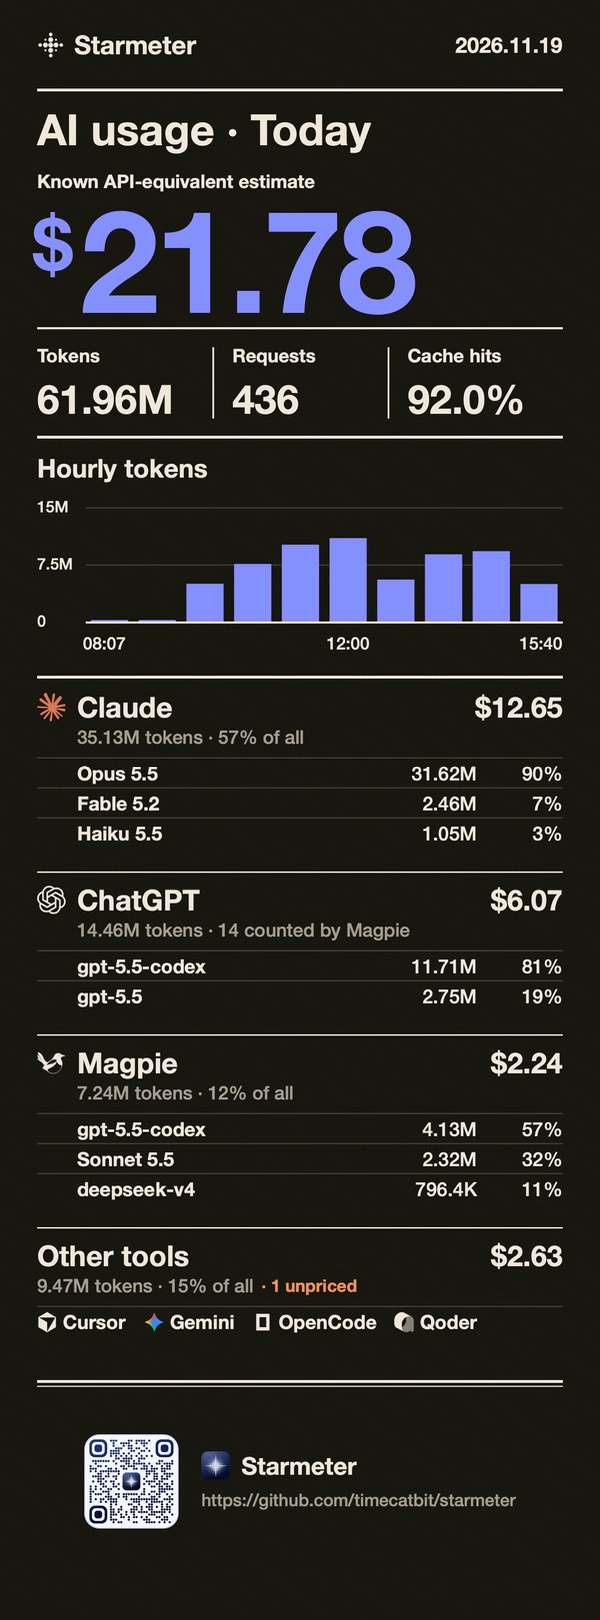 Starmeter 2026.11.19
AI usage · Today
Known API-equivalent estimate
$21.78
Tokens Requests Cache hits
61.96M 436 92.0%
Hourly tokens
15M
7.5M
0
08:07 12:00 15:40
Claude $12.65
35.13M tokens · 57% of all
Opus 5.5 31.62M 90%
Fable 5.2 2.46M 7%
Haiku 5.5 1.05M 3%
ChatGPT $6.07
14.46M tokens · 14 counted by Magpie
gpt-5.5-codex 11.71M 81%
gpt-5.5 2.75M 19%
Magpie $2.24
7.24M tokens · 12% of all
gpt-5.5-codex 4.13M 57%
Sonnet 5.5 2.32M 32%
deepseek-v4 796.4K 11%
Other tools $2.63
9.47M tokens · 15% of all · 1 unpriced
Cursor Gemini OpenCode Qoder
Starmeter
https://github.com/timecatbit/starmeter